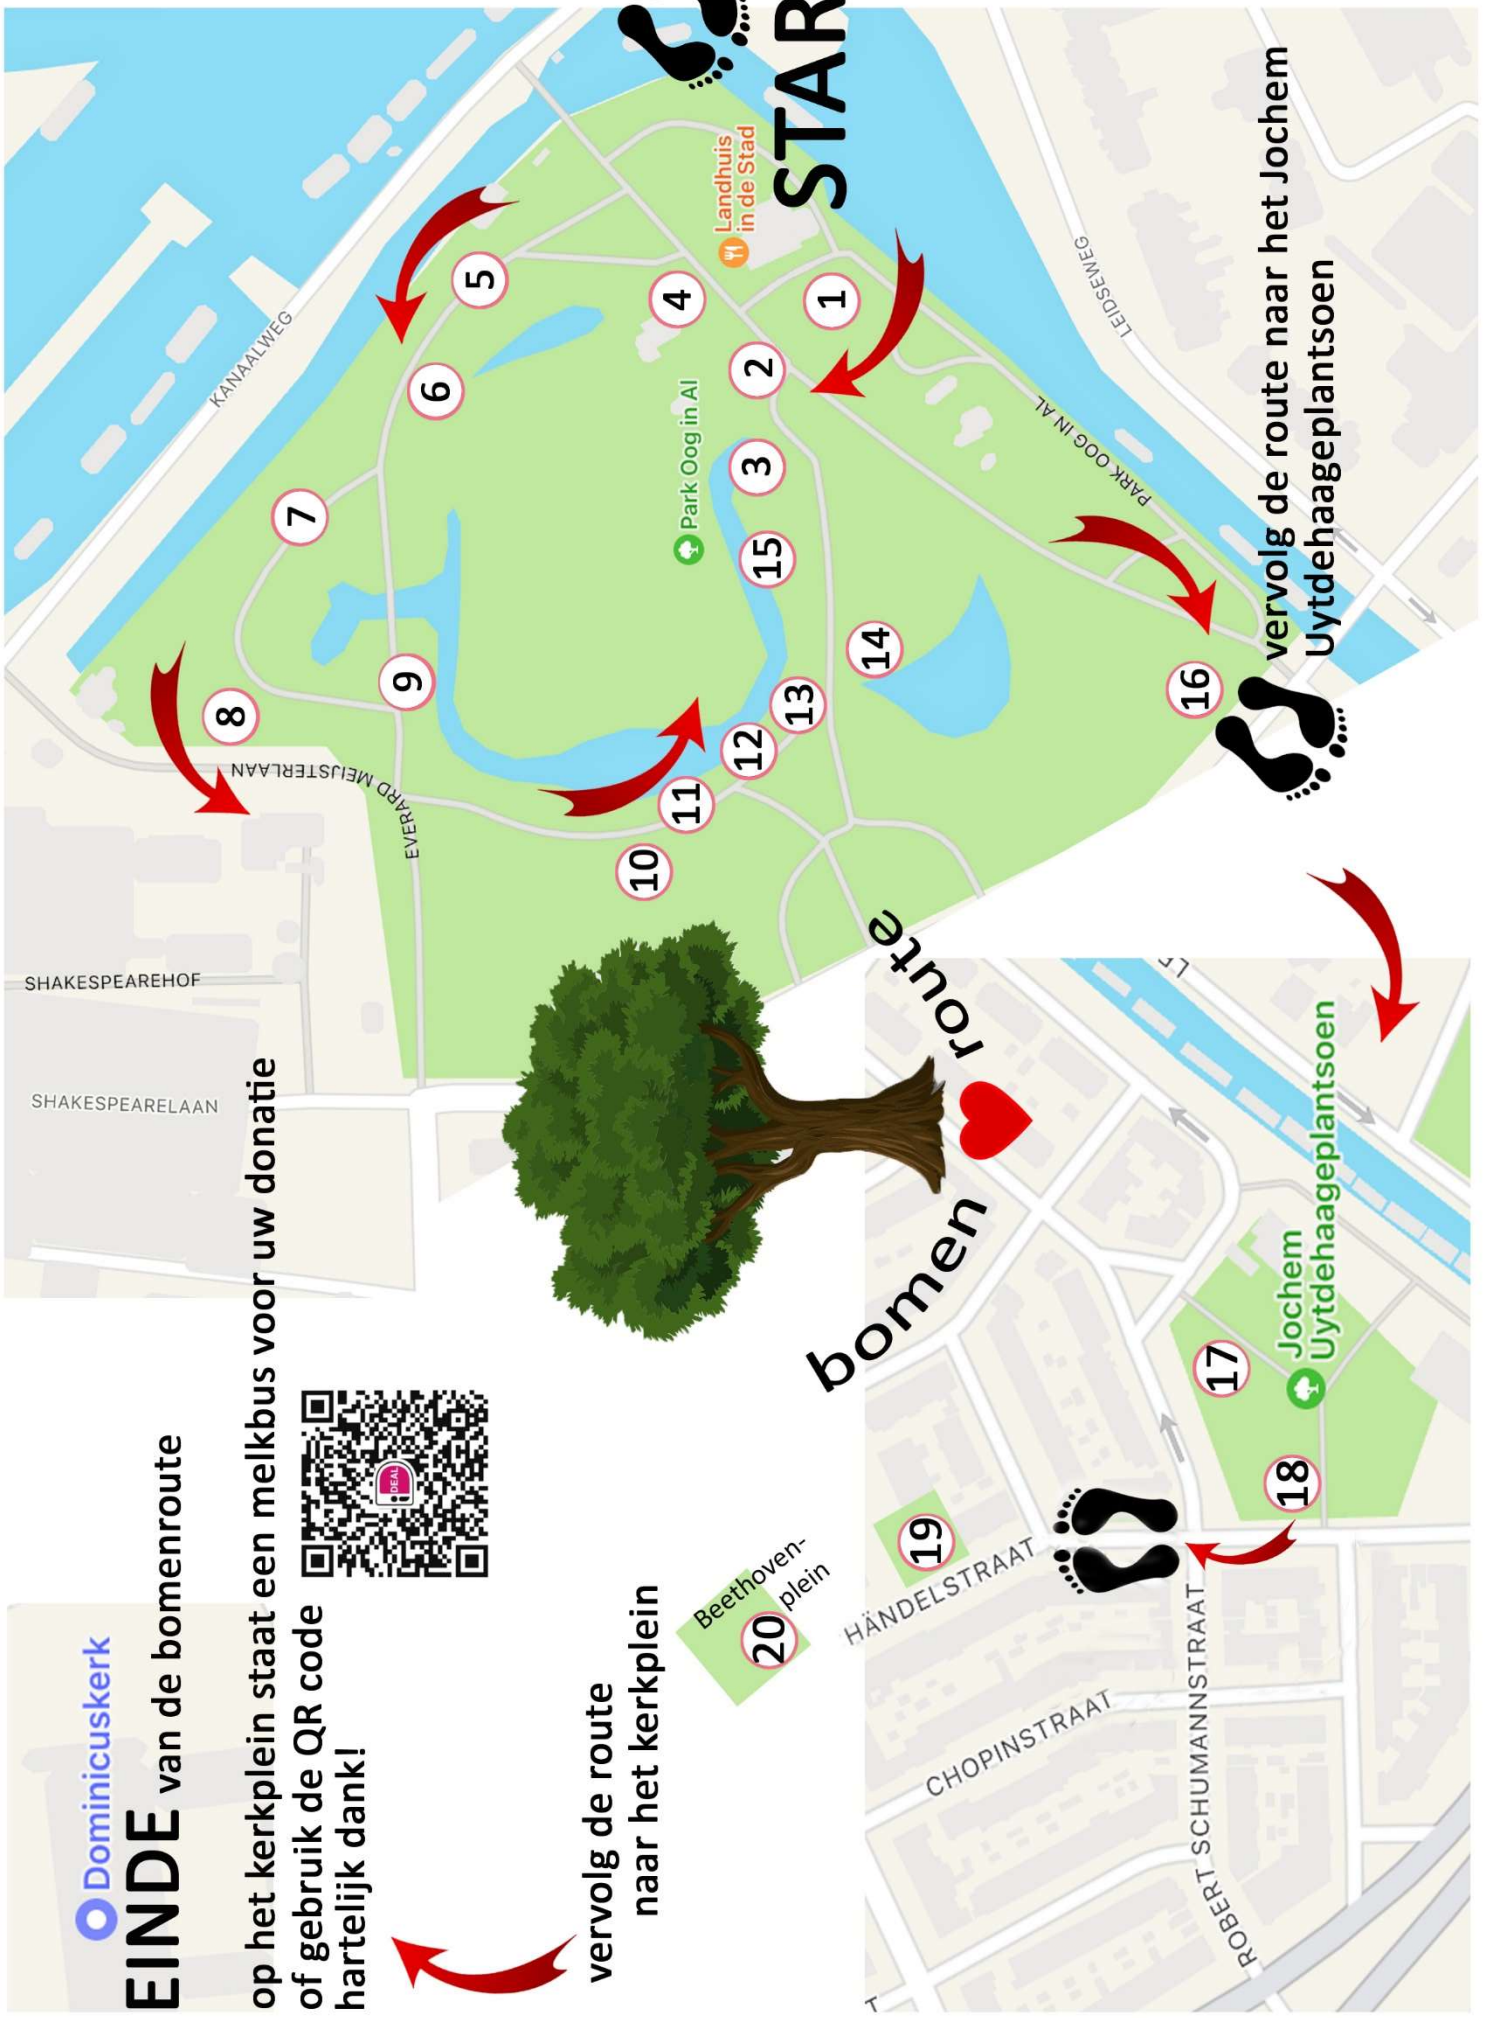 Dominicuskerk
EINDE van de bomenroute
op het kerkplein staat een melkbus voor uw donatie
of gebruik de QR code
hartelijk dank!
iDEAL
vervolg de route
naar het kerkplein
Beethoven-
plein
20
19
HÄNDELSTRAAT
CHOPINSTRAAT
ROBERT SCHUMANNSTRAAT
18
17
Jochem
Uytdehaageplantsoen
bomen route
SHAKESPEARELAAN
SHAKESPEAREHOF
EVERARD MEIJSTERLAAN
KANAALWEG
8
7
9
6
5
10
11
12
13
14
15
3
2
4
1
Park Oog in Al
Landhuis
in de Stad
STAR
PARK OOG IN AL
LEIDSEWEG
16
vervolg de route naar het Jochem
Uytdehaageplantsoen
LE
T